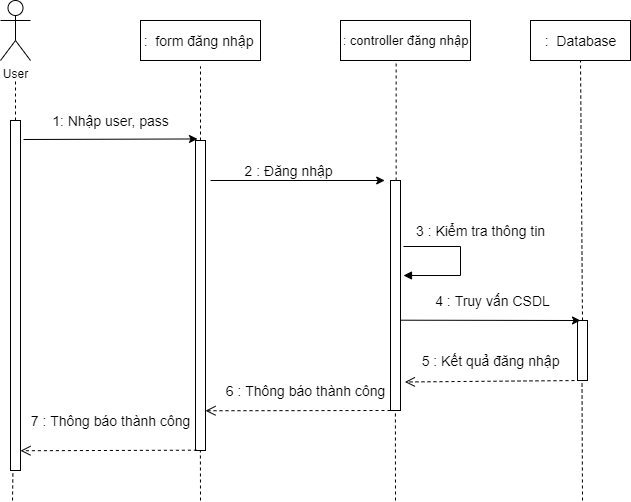 User
: form đăng nhập
: controller đăng nhập
: Database
1: Nhập user, pass
2 : Đăng nhập
3 : Kiểm tra thông tin
4 : Truy vấn CSDL
5 : Kết quả đăng nhập
6 : Thông báo thành công
7 : Thông báo thành công